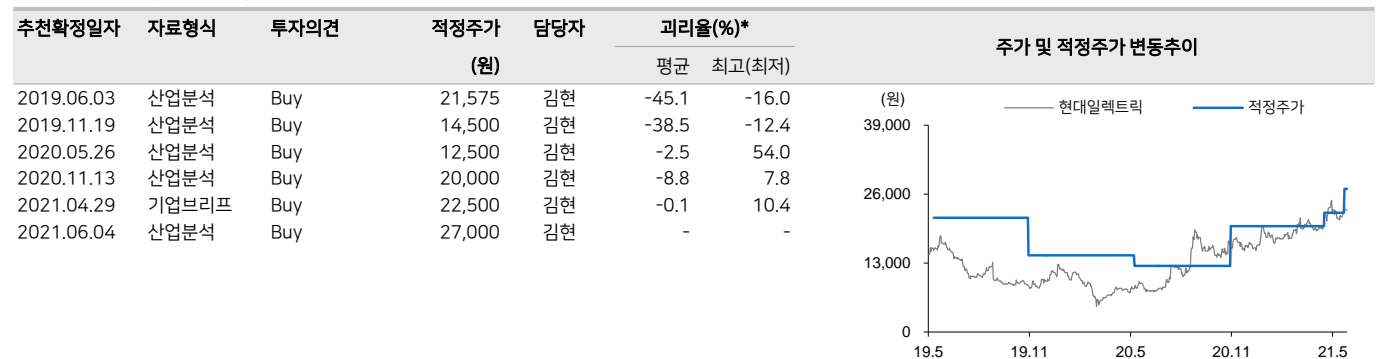 추천확정일자 자료형식 투자의견 적정주가 담당자 괴리율(%)* 주가 및 적정주가 변동추이
(원) 평균 최고(최저)
2019.06.03 산업분석 Buy 21,575 김현 -45.1 -16.0
2019.11.19 산업분석 Buy 14,500 김현 -38.5 -12.4
2020.05.26 산업분석 Buy 12,500 김현 -2.5 54.0
2020.11.13 산업분석 Buy 20,000 김현 -8.8 7.8
2021.04.29 기업브리프 Buy 22,500 김현 -0.1 10.4
2021.06.04 산업분석 Buy 27,000 김현 - -
(원) 현대일렉트릭 적정주가
39,000
26,000
13,000
0
19.5 19.11 20.5 20.11 21.5